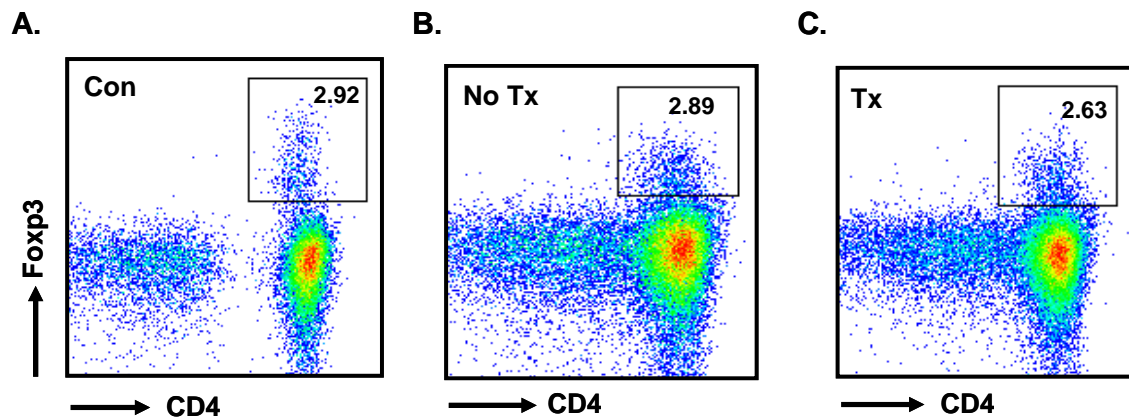 A.
B.
C.
Con
2.92
No Tx
2.89
Tx
2.63
Foxp3
CD4
CD4
CD4